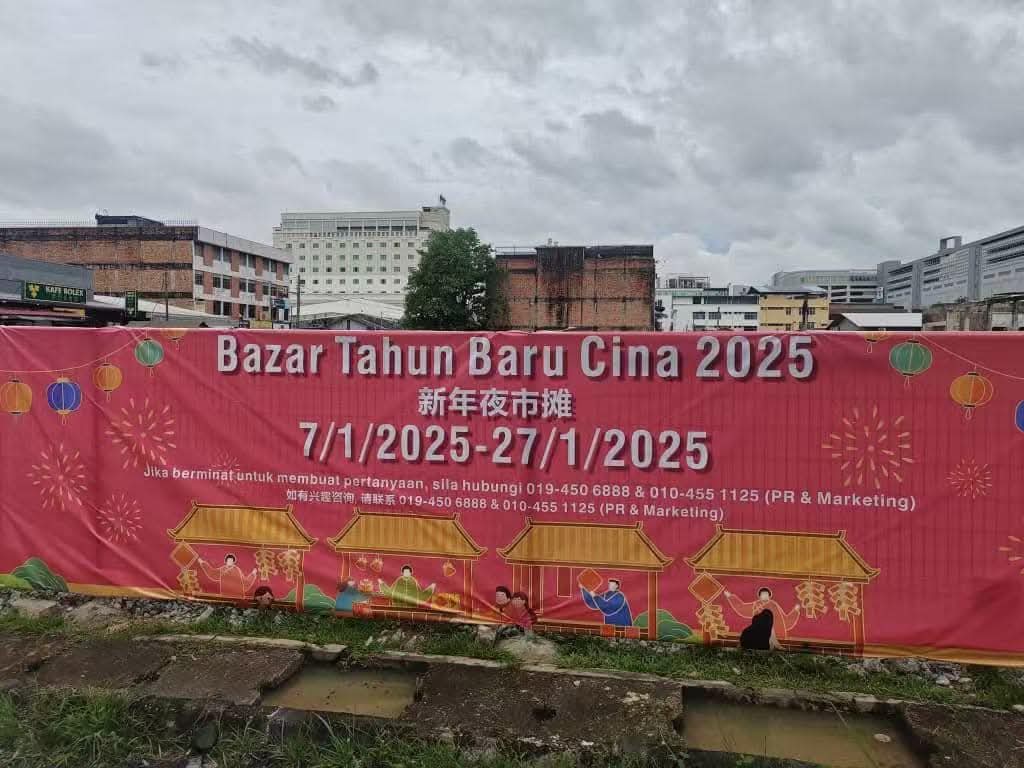 KAFE ROLEX
Bazar Tahun Baru Cina 2025
新年夜市摊
7/1/2025-27/1/2025
Jika berminat untuk membuat pertanyaan, sila hubungi 019-450 6888 & 010-455 1125 (PR & Marketing)
如有兴趣咨询, 请联系 019-450 6888 & 010-455 1125 (PR & Marketing)